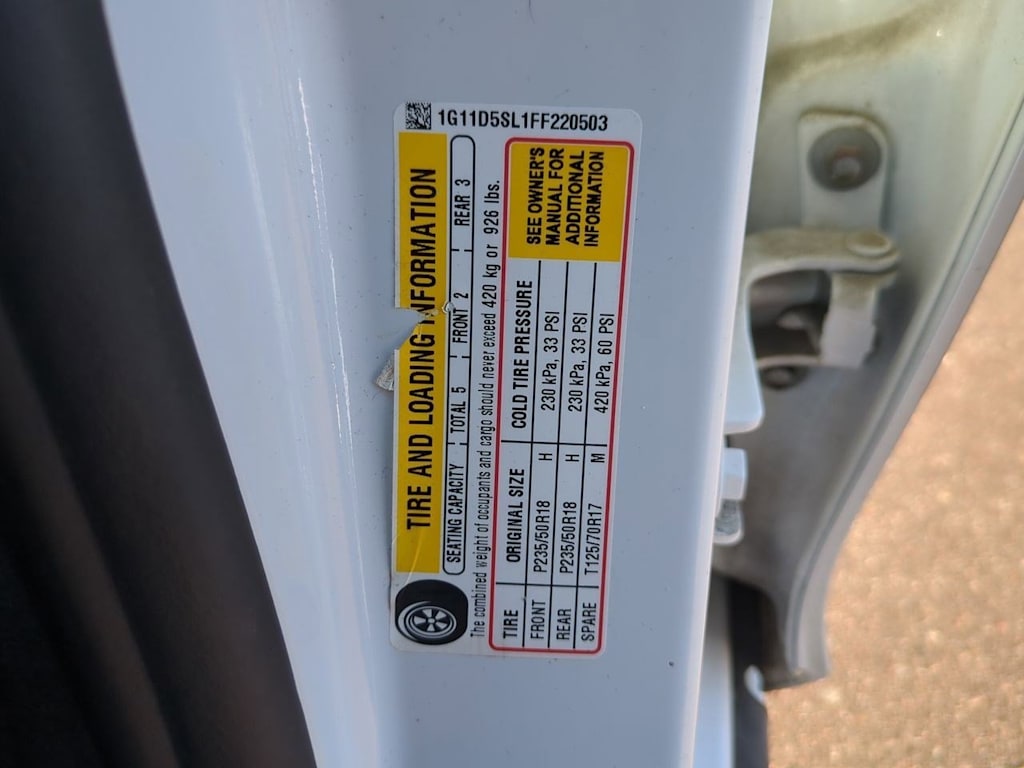 1G11D5SL1FF220503
TIRE AND LOADING INFORMATION
SEATING CAPACITY TOTAL 5 FRONT 2 REAR 3
The combined weight of occupants and cargo should never exceed 420 kg or 926 lbs.
TIRE ORIGINAL SIZE COLD TIRE PRESSURE
FRONT P235/50R18 H 230 kPa, 33 PSI
REAR P235/50R18 H 230 kPa, 33 PSI
SPARE T125/70R17 M 420 kPa, 60 PSI
SEE OWNER'S
MANUAL FOR
ADDITIONAL
INFORMATION